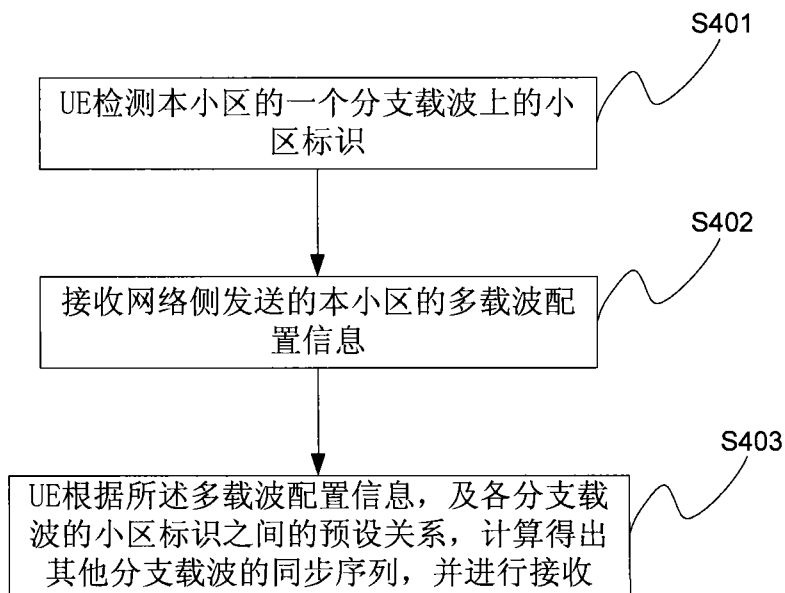 S401
UE检测本小区的一个分支载波上的小
区标识
S402
接收网络侧发送的本小区的多载波配
置信息
S403
UE根据所述多载波配置信息，及各分支载
波的小区标识之间的预设关系，计算得出
其他分支载波的同步序列，并进行接收